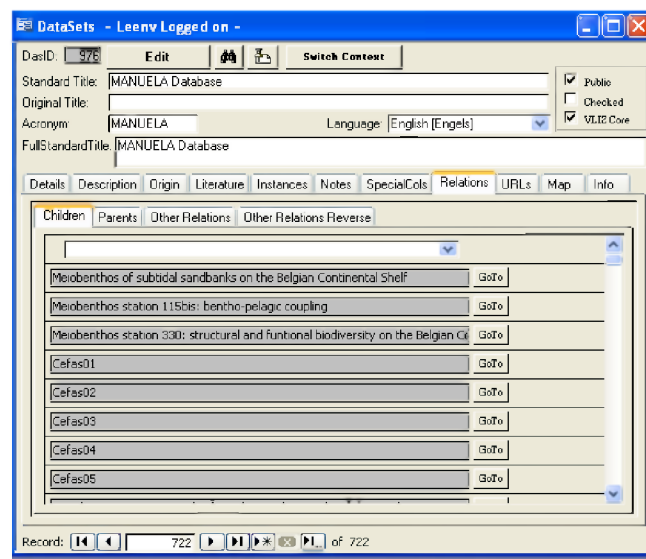 DataSets - Leenv Logged on -
DasID: 976 Edit Switch Context
Standard Title: MANUELA Database
Public
Original Title:
Checked
Acronym: MANUELA Language: English [Engels]
VLIZ Core
FullStandardTitle: MANUELA Database
Details Description Origin Literature Instances Notes SpecialCols Relations URLs Map Info
Children Parents Other Relations Other Relations Reverse
Meiobenthos of subtidal sandbanks on the Belgian Continental Shelf GoTo
Meiobenthos station 115bis: bentho-pelagic coupling GoTo
Meiobenthos station 330: structural and funtional biodiversity on the Belgian Co GoTo
Cefas01 GoTo
Cefas02 GoTo
Cefas03 GoTo
Cefas04 GoTo
Cefas05 GoTo
Record: 722 of 722